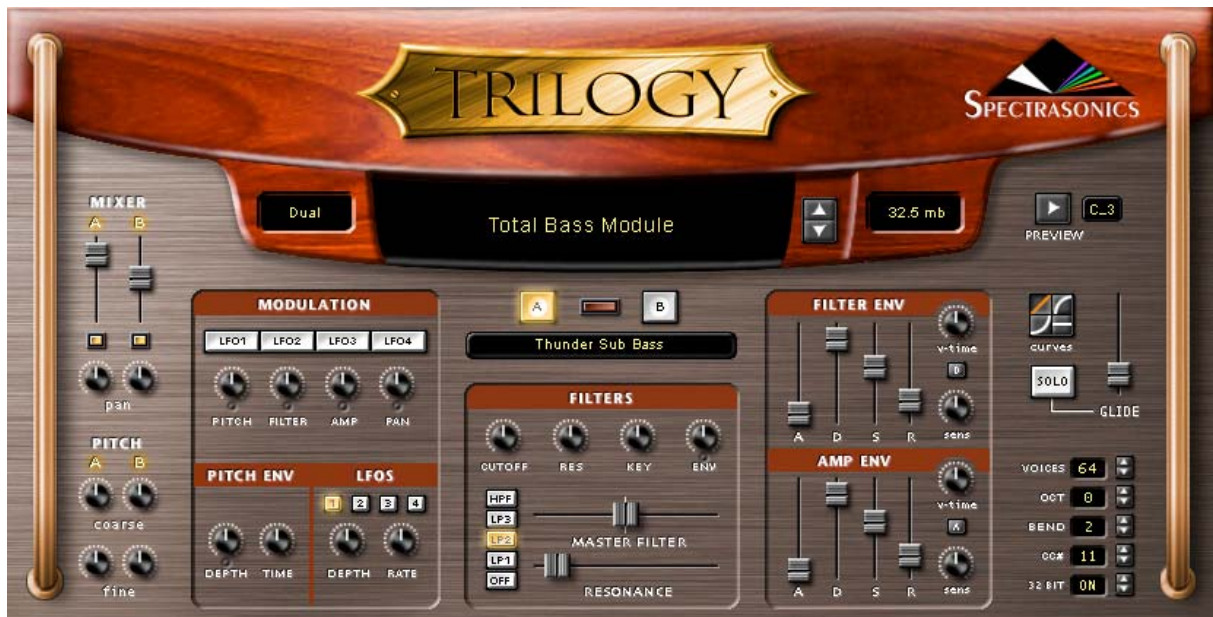 TRILOGY
SPECTRASONICS
Dual
Total Bass Module
32.5 mb
C_3
PREVIEW
MIXER
A B
pan
PITCH
A B
coarse
fine
MODULATION
LFO1 LFO2 LFO3 LFO4
PITCH FILTER AMP PAN
PITCH ENV
DEPTH TIME
LFOS
1 2 3 4
DEPTH RATE
A B
Thunder Sub Bass
FILTERS
CUTOFF RES KEY ENV
HPF
LP3
LP2
LP1
OFF
MASTER FILTER
RESONANCE
FILTER ENV
v-time
D
sens
A D S R
AMP ENV
v-time
A
sens
A D S R
curves
SOLO
GLIDE
VOICES 64
OCT 0
BEND 2
CC# 11
32 BIT ON